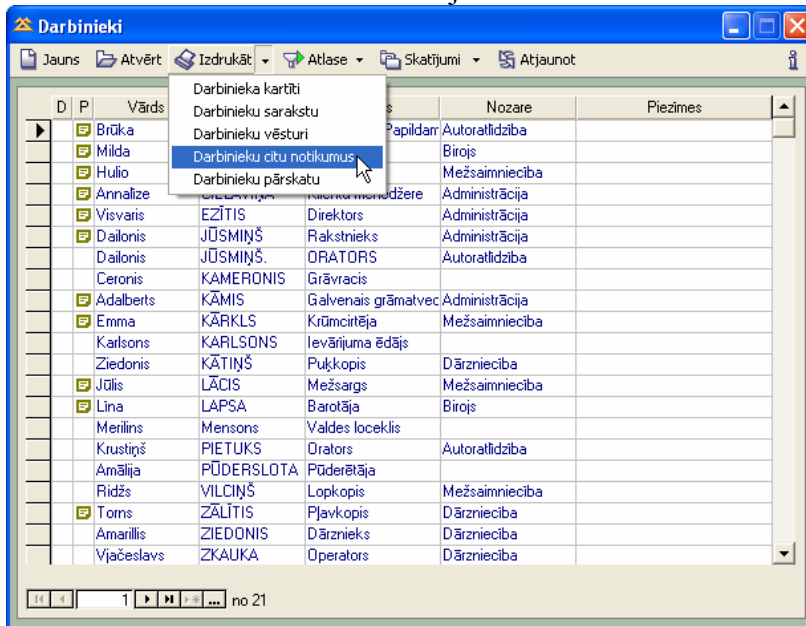 Darbinieki
Jauns Atvērt Izdrukāt Atlase Skatījumi Atjaunot
Darbinieka kartīti
Darbinieku sarakstu
Darbinieku vēsturi
Darbinieku citu notikumus
Darbinieku pārskatu
D P Vārds s Nozare Piezīmes
Brūka Papildam Autoratlīdzība
Milda Birojs
Hulio Mežsaimniecība
Annalīze Administrācija
Visvaris EZĪTIS Direktors Administrācija
Dailonis JŪSMIŅŠ Rakstnieks Administrācija
Dailonis JŪSMIŅŠ. ORATORS Autoratlīdzība
Ceronis KAMERONIS Grāvracis
Adalberts KĀMIS Galvenais grāmatvec Administrācija
Emma KĀRKLS Krūmcirtēja Mežsaimniecība
Karlsons KARLSONS Ievārījuma ēdājs
Ziedonis KĀTIŅŠ Puķkopis Dārzniecība
Jūlis LĀCIS Mežsargs Mežsaimniecība
Līna LAPSA Barotāja Birojs
Merilins Mensons Valdes loceklis
Krustiņš PIETUKS Orators Autoratlīdzība
Amālija PŪDERSLOTA Pūderētāja
Ridžs VILCIŅŠ Lopkopis Mežsaimniecība
Toms ZĀLĪTIS Pļavkopis Dārzniecība
Amarillis ZIEDONIS Dārznieks Dārzniecība
Vjačeslavs ZKAUKA Operators Dārzniecība
1 ... no 21